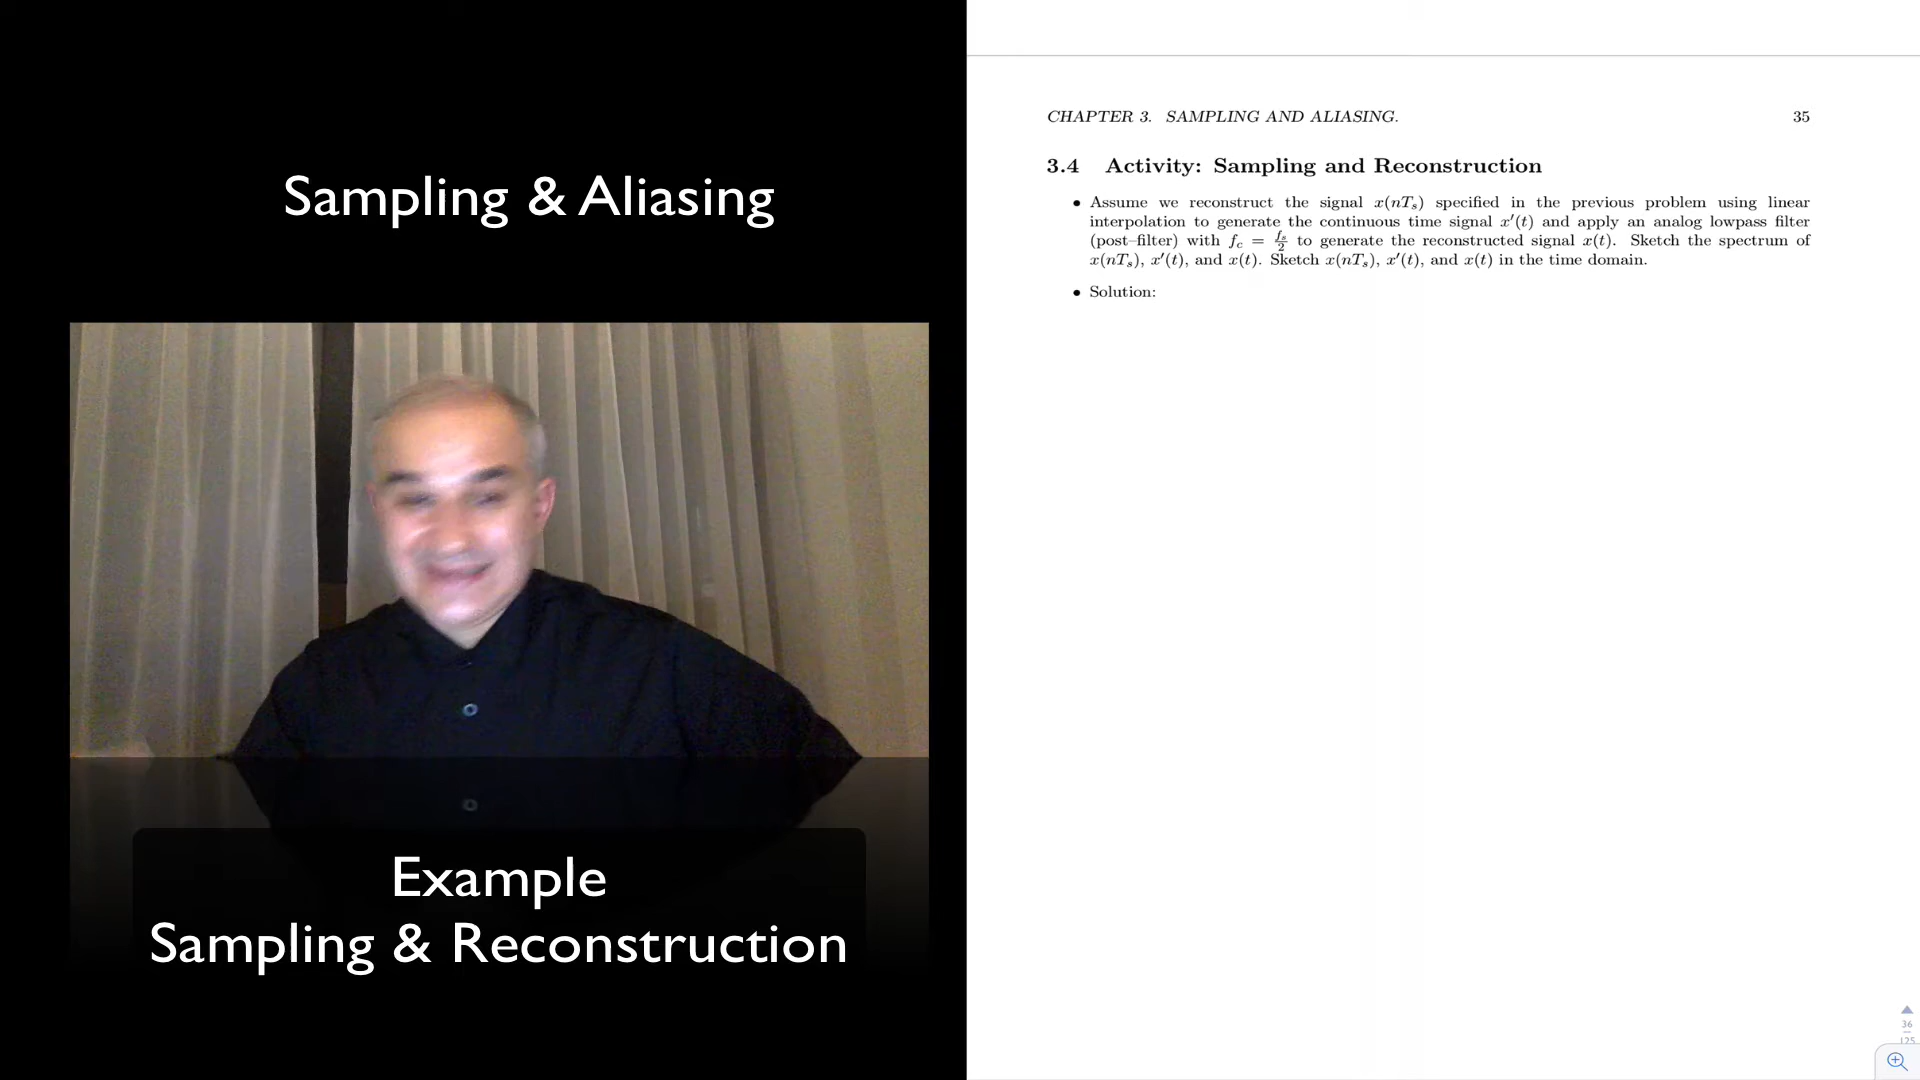 Sampling & Aliasing
Example
Sampling & Reconstruction
CHAPTER 3. SAMPLING AND ALIASING.
35
3.4 Activity: Sampling and Reconstruction
• Assume we reconstruct the signal x(nTₛ) specified in the previous problem using linear
interpolation to generate the continuous time signal x′(t) and apply an analog lowpass filter
(post–filter) with f_c = f_s/2 to generate the reconstructed signal x(t). Sketch the spectrum of
x(nTₛ), x′(t), and x(t). Sketch x(nTₛ), x′(t), and x(t) in the time domain.
• Solution:
36
125